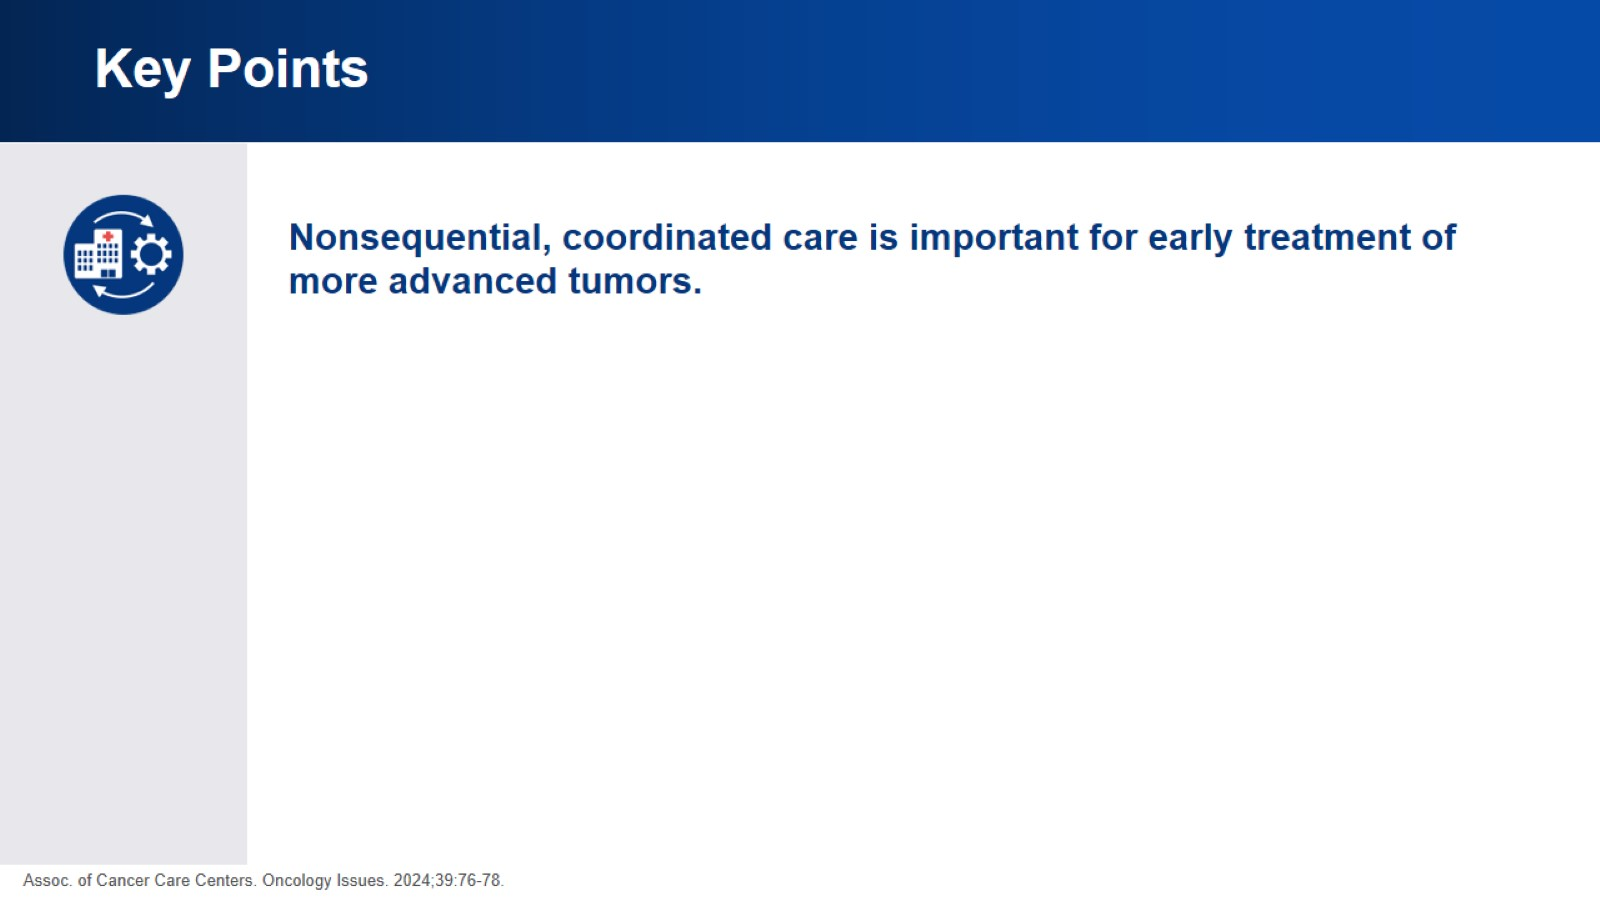 Key Points
Nonsequential, coordinated care is important for early treatment of
more advanced tumors.
Assoc. of Cancer Care Centers. Oncology Issues. 2024;39:76-78.